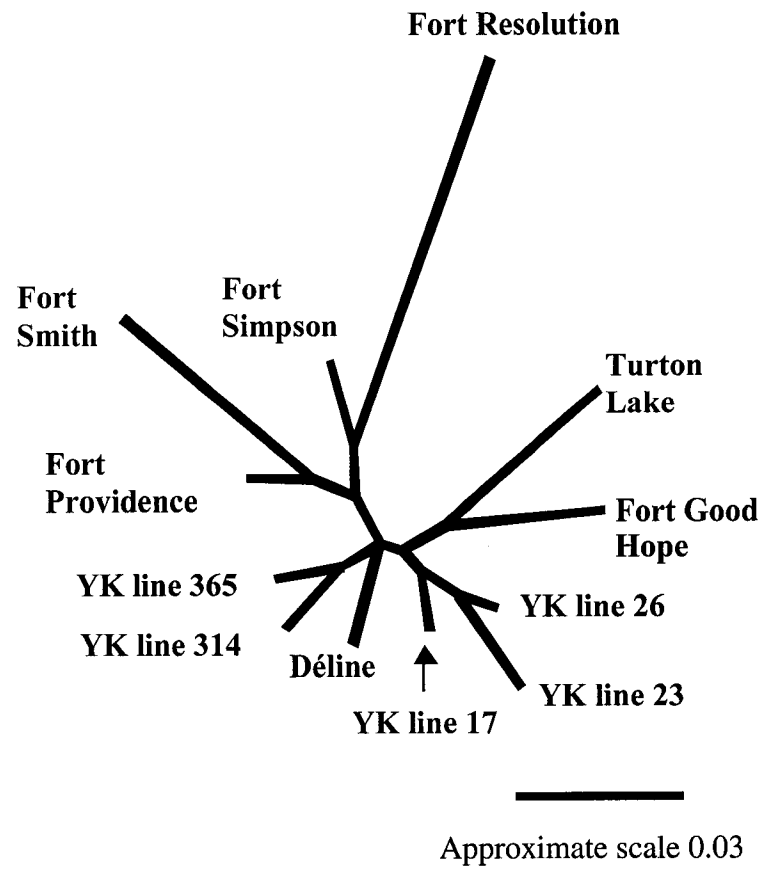 Fort Resolution
Fort
Simpson
Fort
Smith
Turton
Lake
Fort
Providence
Fort Good
Hope
YK line 365
YK line 26
YK line 314
Déline
YK line 23
YK line 17
Approximate scale 0.03